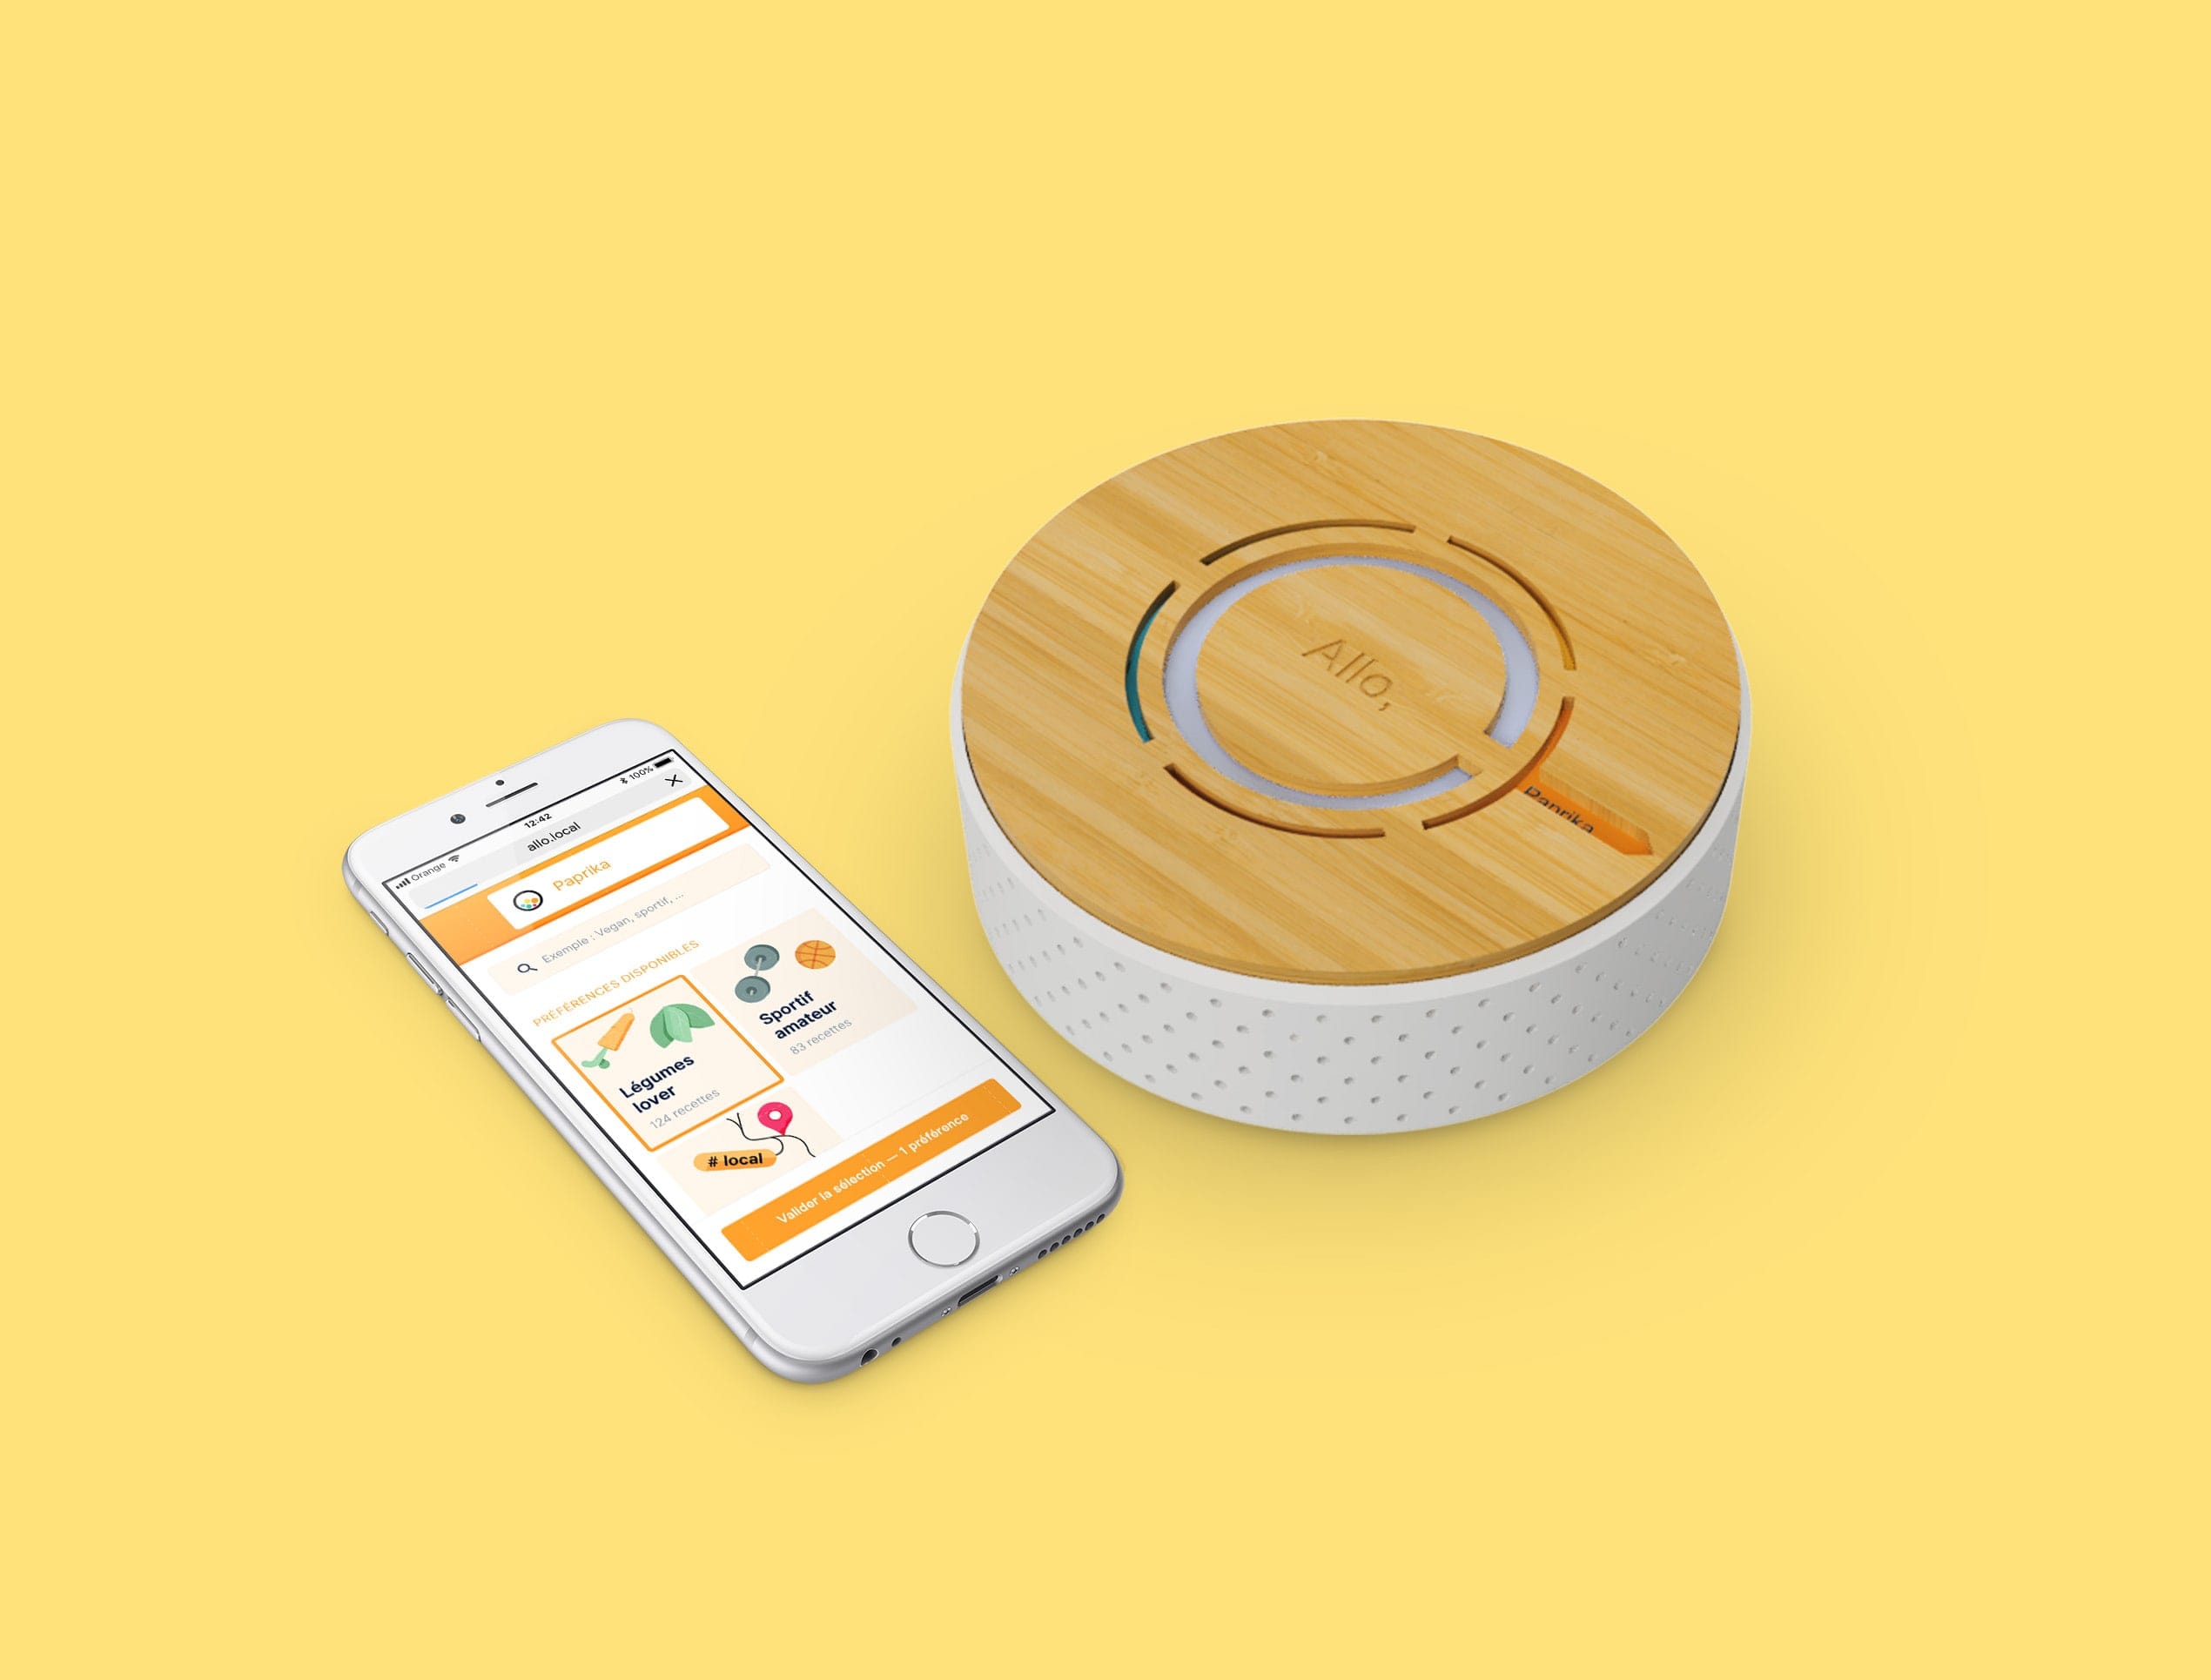 Orange
12:42
100%
allo.local
Paprika
Exemple : Vegan, sportif, ...
PRÉFÉRENCES DISPONIBLES
Légumes
lover
124 recettes
Sportif
amateur
83 recettes
# local
Valider la sélection — 1 préférence
Allo,
Paprika